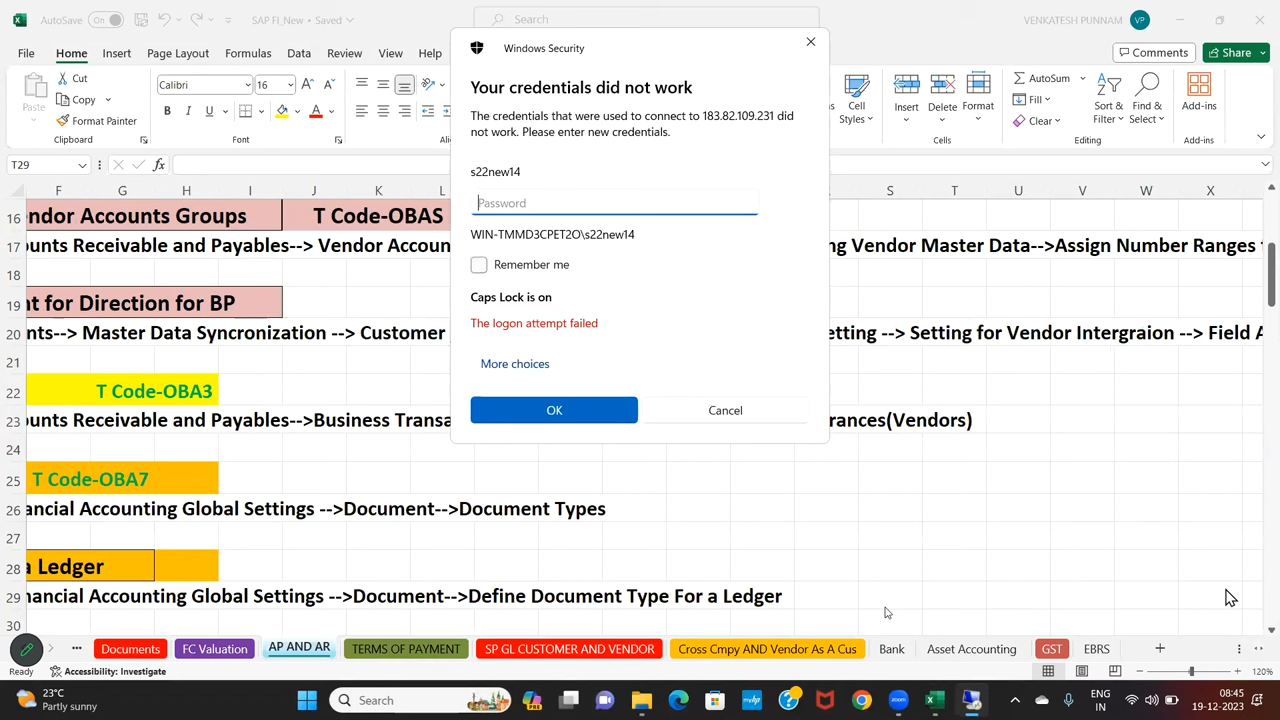 AutoSave On SAP FI_New • Saved Search VENKATESH PUNNAM VP
File Home Insert Page Layout Formulas Data Review View Help Comments Share
Paste Cut Copy Format Painter Clipboard
Calibri 16 B I U Font
Cell Styles Insert Delete Format Cells
AutoSum Fill Clear Sort & Filter Find & Select Editing
Add-ins Add-ins
T29 fx
F G H I J K L S T U V W X
Windows Security
Your credentials did not work
The credentials that were used to connect to 183.82.109.231 did
not work. Please enter new credentials.
s22new14
Password
WIN-TMMD3CPET2O\s22new14
Remember me
Caps Lock is on
The logon attempt failed
More choices
OK Cancel
16 endor Accounts Groups T Code-OBAS
17 ounts Receivable and Payables--> Vendor Accoun ng Vendor Master Data-->Assign Number Ranges
18
19 nt for Direction for BP
20 nts--> Master Data Syncronization --> Customer etting --> Setting for Vendor Intergraion --> Field A
21
22 T Code-OBA3
23 ounts Receivable and Payables-->Business Transa rances(Vendors)
24
25 T Code-OBA7
26 ancial Accounting Global Settings -->Document-->Document Types
27
28 a Ledger
29 nancial Accounting Global Settings -->Document-->Define Document Type For a Ledger
30
Documents FC Valuation AP AND AR TERMS OF PAYMENT SP GL CUSTOMER AND VENDOR Cross Cmpy AND Vendor As A Cus Bank Asset Accounting GST EBRS
Ready Accessibility: Investigate 120%
23°C
Partly sunny
Search
ENG
IN
08:45
19-12-2023